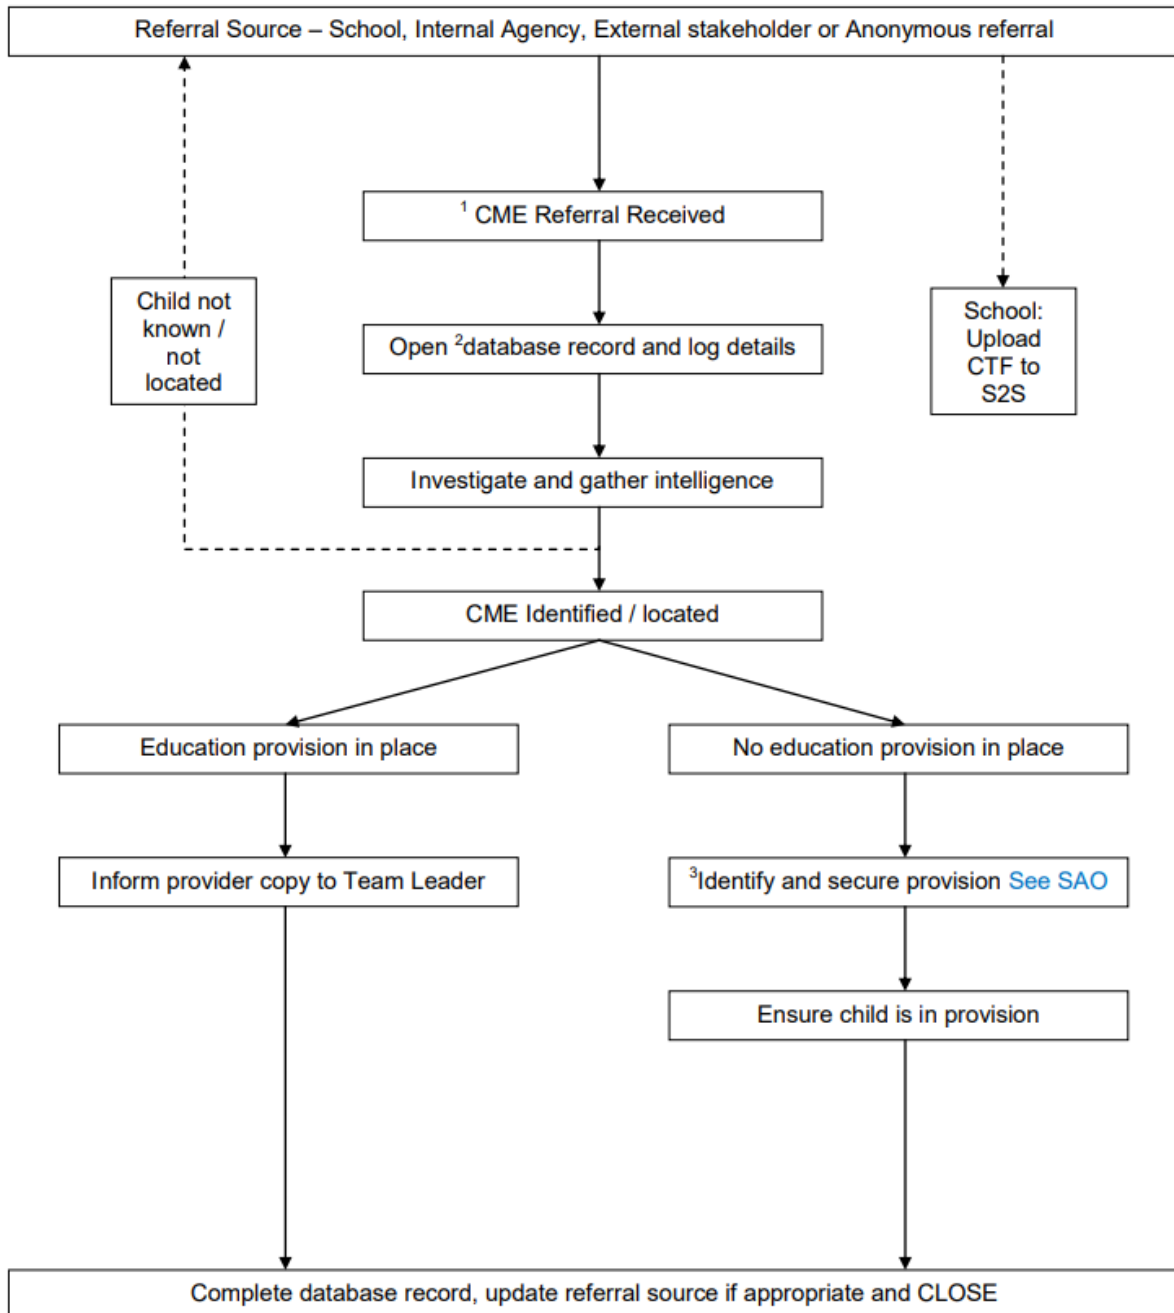 Referral Source – School, Internal Agency, External stakeholder or Anonymous referral
1 CME Referral Received
Child not
known /
not
located
School:
Upload
CTF to
S2S
Open 2database record and log details
Investigate and gather intelligence
CME Identified / located
Education provision in place
No education provision in place
Inform provider copy to Team Leader
3Identify and secure provision See SAO
Ensure child is in provision
Complete database record, update referral source if appropriate and CLOSE